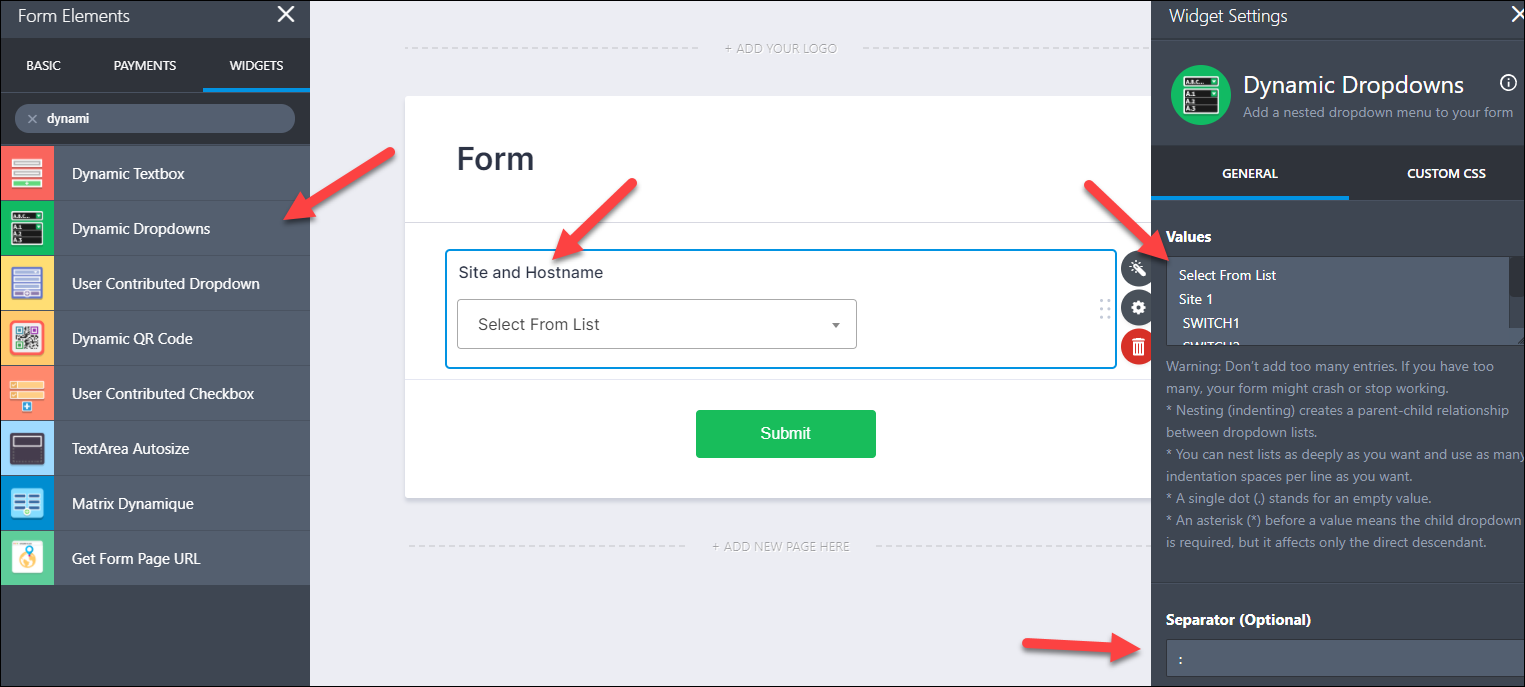 Form Elements
BASIC
PAYMENTS
WIDGETS
dynami
Dynamic Textbox
Dynamic Dropdowns
User Contributed Dropdown
Dynamic QR Code
User Contributed Checkbox
TextArea Autosize
Matrix Dynamique
Get Form Page URL
+ ADD YOUR LOGO
Form
Site and Hostname
Select From List
Submit
+ ADD NEW PAGE HERE
Widget Settings
Dynamic Dropdowns
Add a nested dropdown menu to your form
GENERAL
CUSTOM CSS
Values
Select From List
Site 1
SWITCH1
Warning: Don't add too many entries. If you have too
many, your form might crash or stop working.
* Nesting (indenting) creates a parent-child relationship
between dropdown lists.
* You can nest lists as deeply as you want and use as many
indentation spaces per line as you want.
* A single dot (.) stands for an empty value.
* An asterisk (*) before a value means the child dropdown
is required, but it affects only the direct descendant.
Separator (Optional)
: